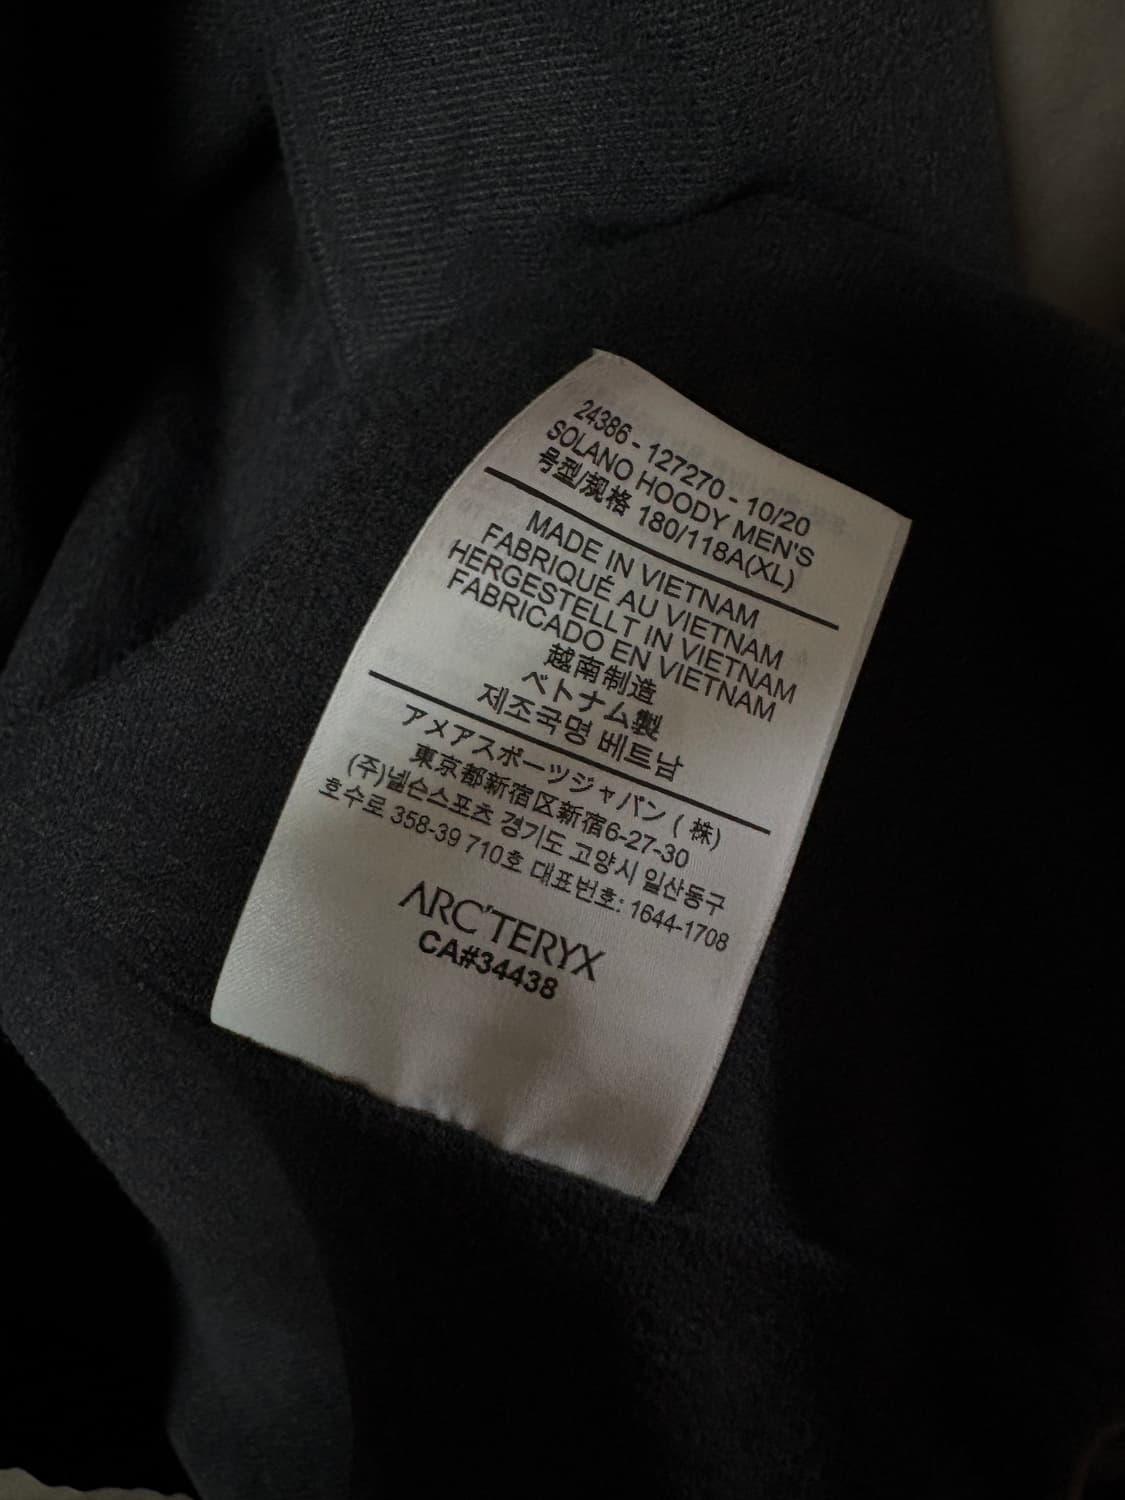 24386 - 127270 - 10/20
SOLANO HOODY MEN'S
号型/规格 180/118A(XL)
MADE IN VIETNAM
FABRIQUÉ AU VIETNAM
HERGESTELLT IN VIETNAM
FABRICADO EN VIETNAM
越南制造
ベトナム製
제조국명 베트남
アメアスポーツジャパン (株)
東京都新宿区新宿6-27-30
(주)넬슨스포츠 경기도 고양시 일산동구
호수로 358-39 710호 대표번호: 1644-1708
ARC'TERYX
CA#34438